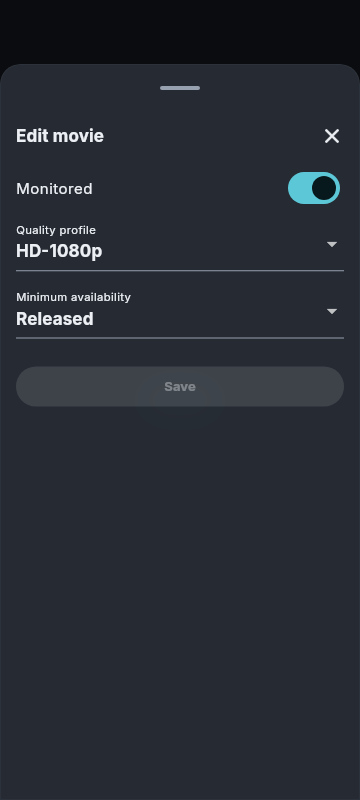 Edit movie
Monitored
Quality profile
HD-1080p
Minimum availability
Released
Save